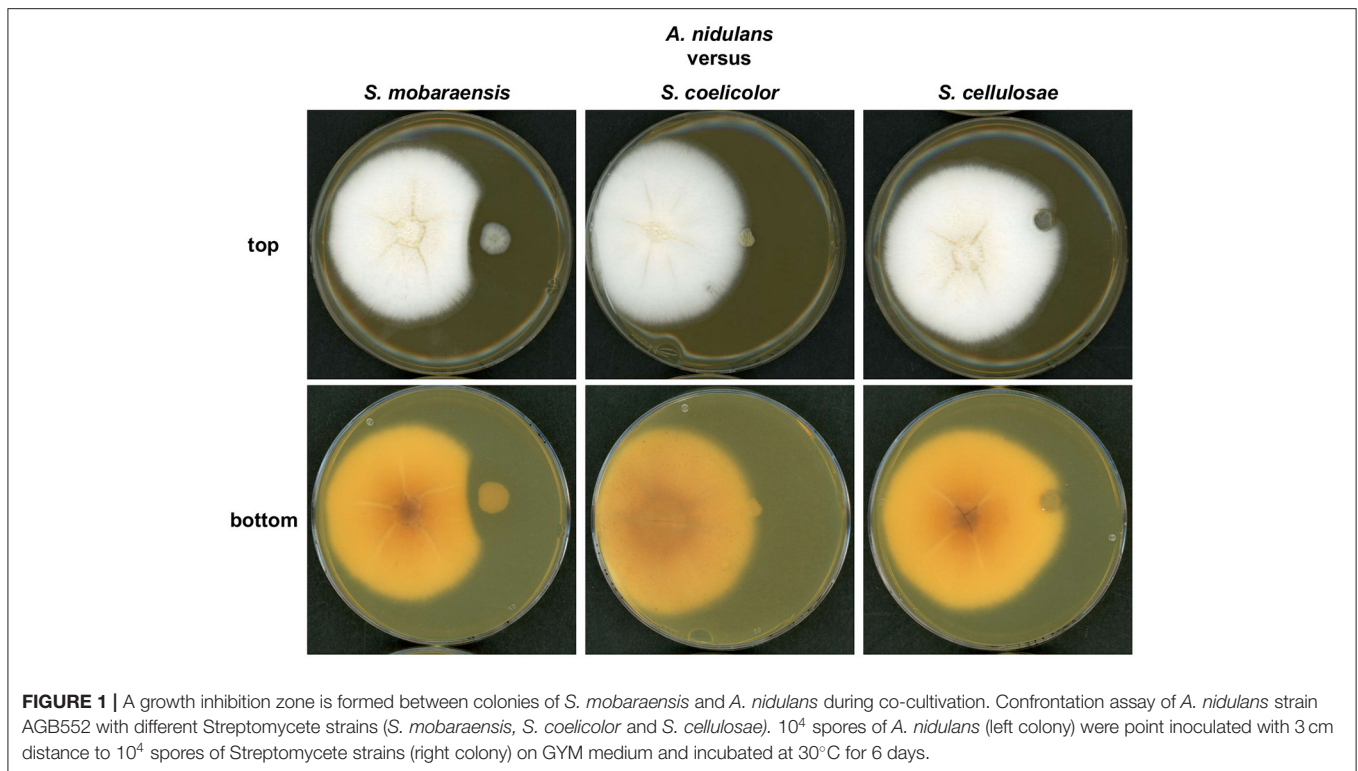 A. nidulans
versus
S. mobaraensis
S. coelicolor
S. cellulosae
top
bottom
FIGURE 1 | A growth inhibition zone is formed between colonies of S. mobaraensis and A. nidulans during co-cultivation. Confrontation assay of A. nidulans strain
AGB552 with different Streptomycete strains (S. mobaraensis, S. coelicolor and S. cellulosae). 10⁴ spores of A. nidulans (left colony) were point inoculated with 3 cm
distance to 10⁴ spores of Streptomycete strains (right colony) on GYM medium and incubated at 30°C for 6 days.